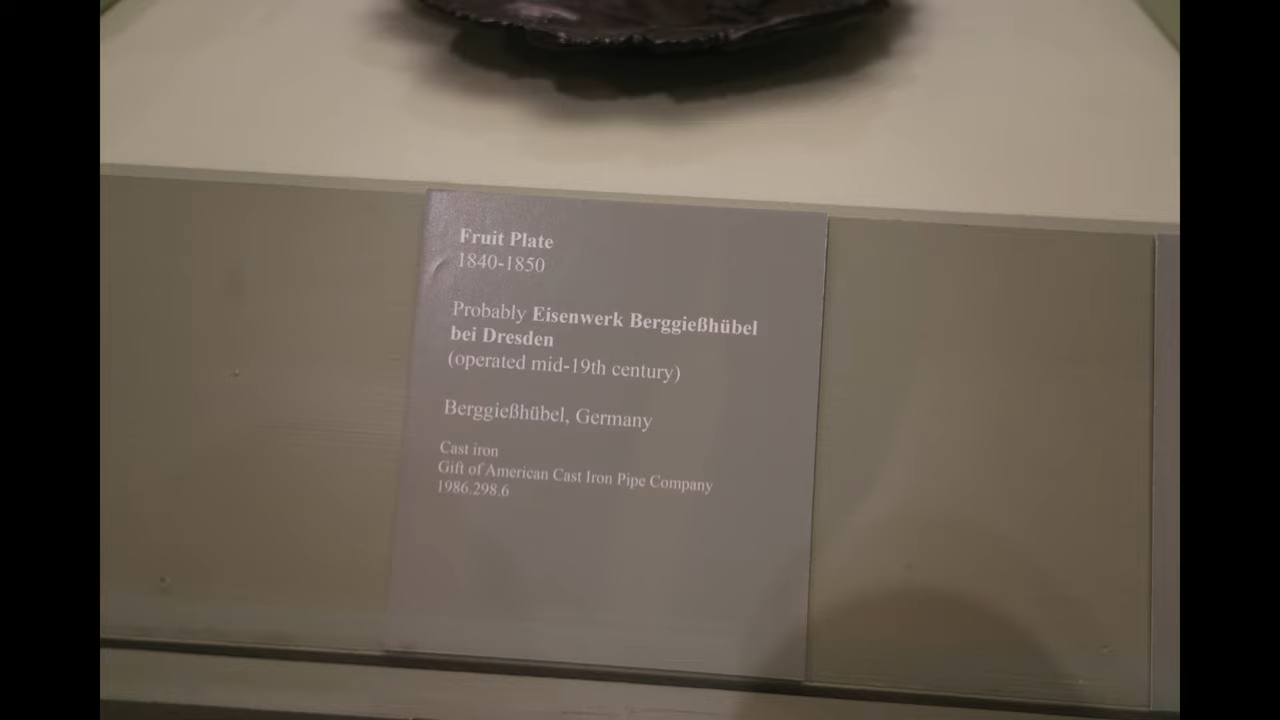 Fruit Plate
1840-1850
Probably Eisenwerk Berggießhübel
bei Dresden
(operated mid-19th century)
Berggießhübel, Germany
Cast iron
Gift of American Cast Iron Pipe Company
1986.298.6